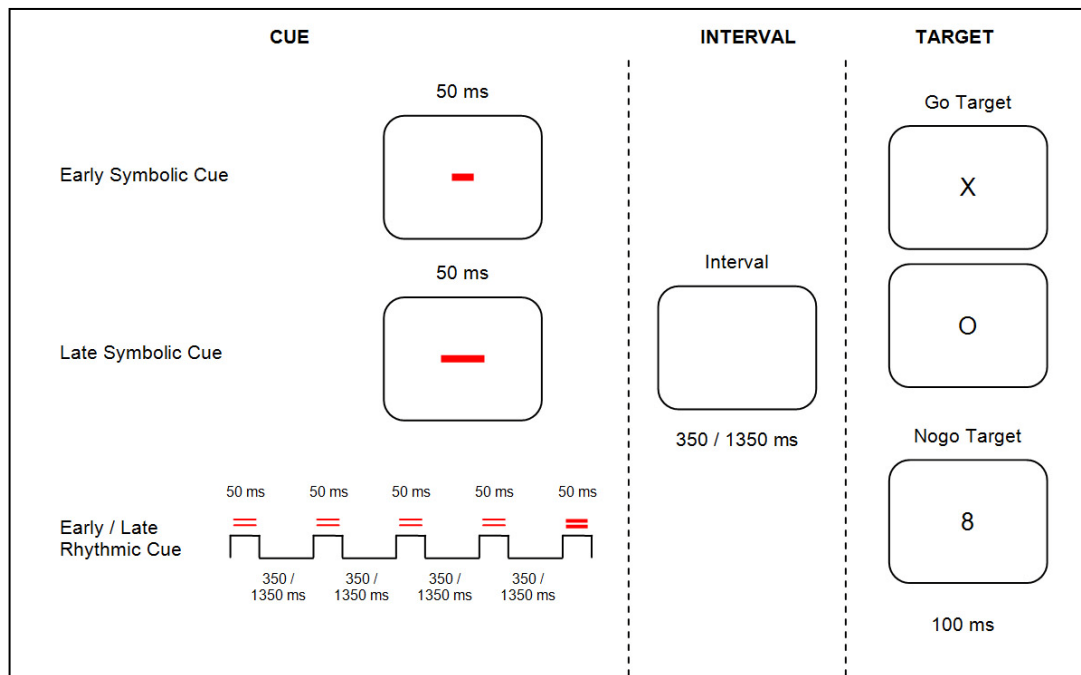 CUE
INTERVAL
TARGET
50 ms
Early Symbolic Cue
50 ms
Late Symbolic Cue
50 ms 50 ms 50 ms 50 ms 50 ms
Early / Late
Rhythmic Cue
350 / 350 / 350 / 350 /
1350 ms 1350 ms 1350 ms 1350 ms
Interval
350 / 1350 ms
Go Target
X
O
Nogo Target
8
100 ms